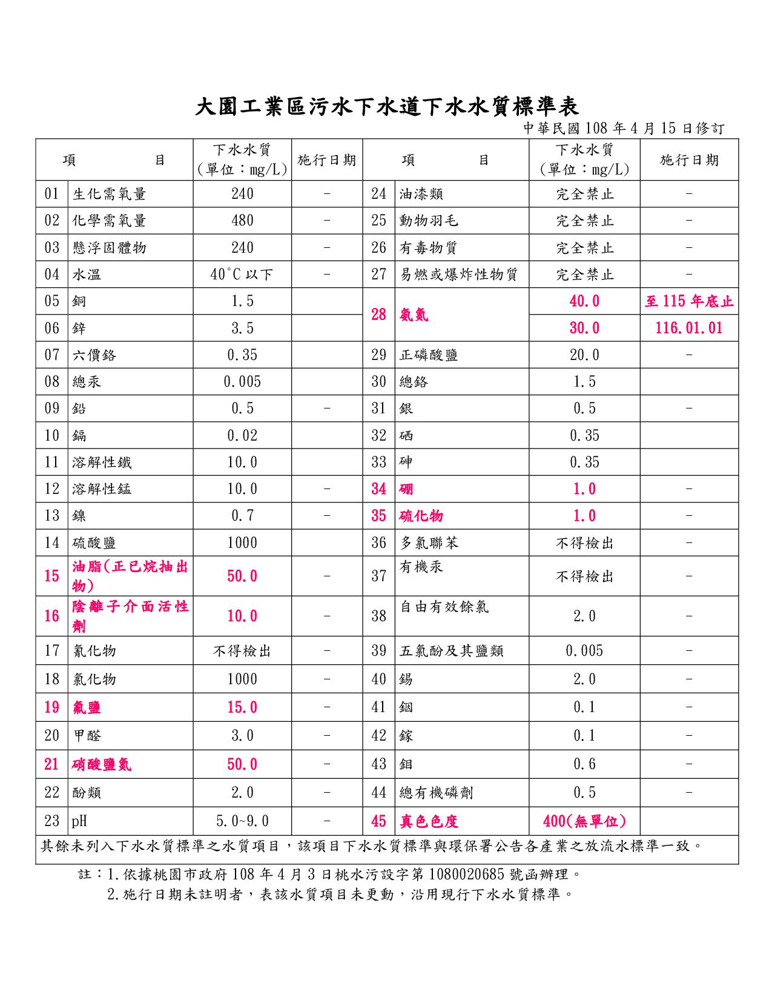 大園工業區污水下水道下水水質標準表
中華民國 108 年 4 月 15 日修訂
項 目 下水水質 (單位：mg/L) 施行日期 項 目 下水水質 (單位：mg/L) 施行日期
01 生化需氧量 240 - 24 油漆類 完全禁止 -
02 化學需氧量 480 - 25 動物羽毛 完全禁止 -
03 懸浮固體物 240 - 26 有毒物質 完全禁止 -
04 水溫 40°C 以下 - 27 易燃或爆炸性物質 完全禁止 -
05 銅 1.5 28 氨氮 40.0 至 115 年底止
06 鋅 3.5 30.0 116.01.01
07 六價鉻 0.35 29 正磷酸鹽 20.0 -
08 總汞 0.005 30 總鉻 1.5
09 鉛 0.5 - 31 銀 0.5 -
10 鎘 0.02 32 硒 0.35
11 溶解性鐵 10.0 33 砷 0.35
12 溶解性錳 10.0 - 34 硼 1.0 -
13 鎳 0.7 - 35 硫化物 1.0 -
14 硫酸鹽 1000 36 多氯聯苯 不得檢出 -
15 油脂(正已烷抽出物) 50.0 - 37 有機汞 不得檢出 -
16 陰離子介面活性劑 10.0 - 38 自由有效餘氯 2.0 -
17 氰化物 不得檢出 - 39 五氯酚及其鹽類 0.005 -
18 氯化物 1000 - 40 錫 2.0 -
19 氟鹽 15.0 - 41 銦 0.1 -
20 甲醛 3.0 - 42 鎵 0.1 -
21 硝酸鹽氮 50.0 - 43 鉬 0.6 -
22 酚類 2.0 - 44 總有機磷劑 0.5 -
23 pH 5.0~9.0 - 45 真色色度 400(無單位)
其餘未列入下水水質標準之水質項目，該項目下水水質標準與環保署公告各產業之放流水標準一致。
註：1.依據桃園市政府 108 年 4 月 3 日桃水污設字第 1080020685 號函辦理。
2.施行日期未註明者，表該水質項目未更動，沿用現行下水水質標準。